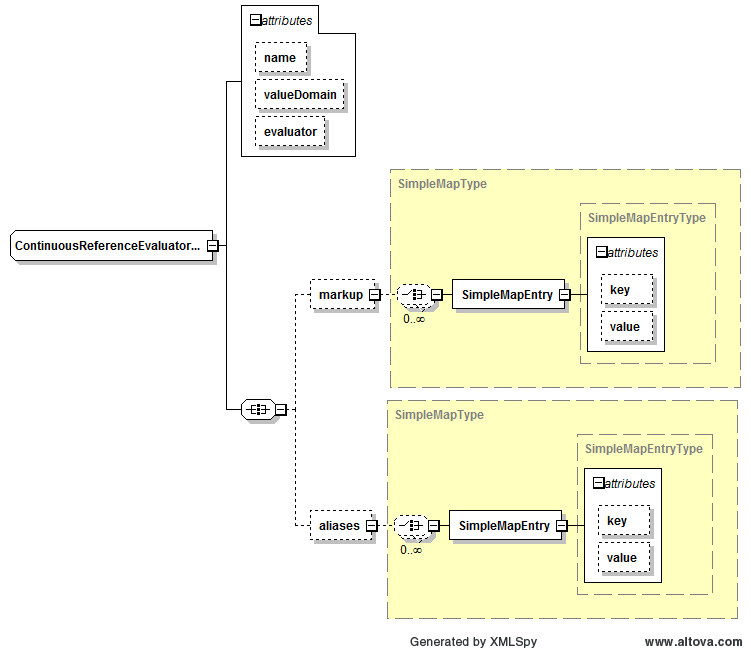 attributes
name
valueDomain
evaluator
ContinuousReferenceEvaluator...
SimpleMapType
SimpleMapEntryType
attributes
markup
0..∞
SimpleMapEntry
key
value
SimpleMapType
SimpleMapEntryType
attributes
aliases
0..∞
SimpleMapEntry
key
value
Generated by XMLSpy
www.altova.com